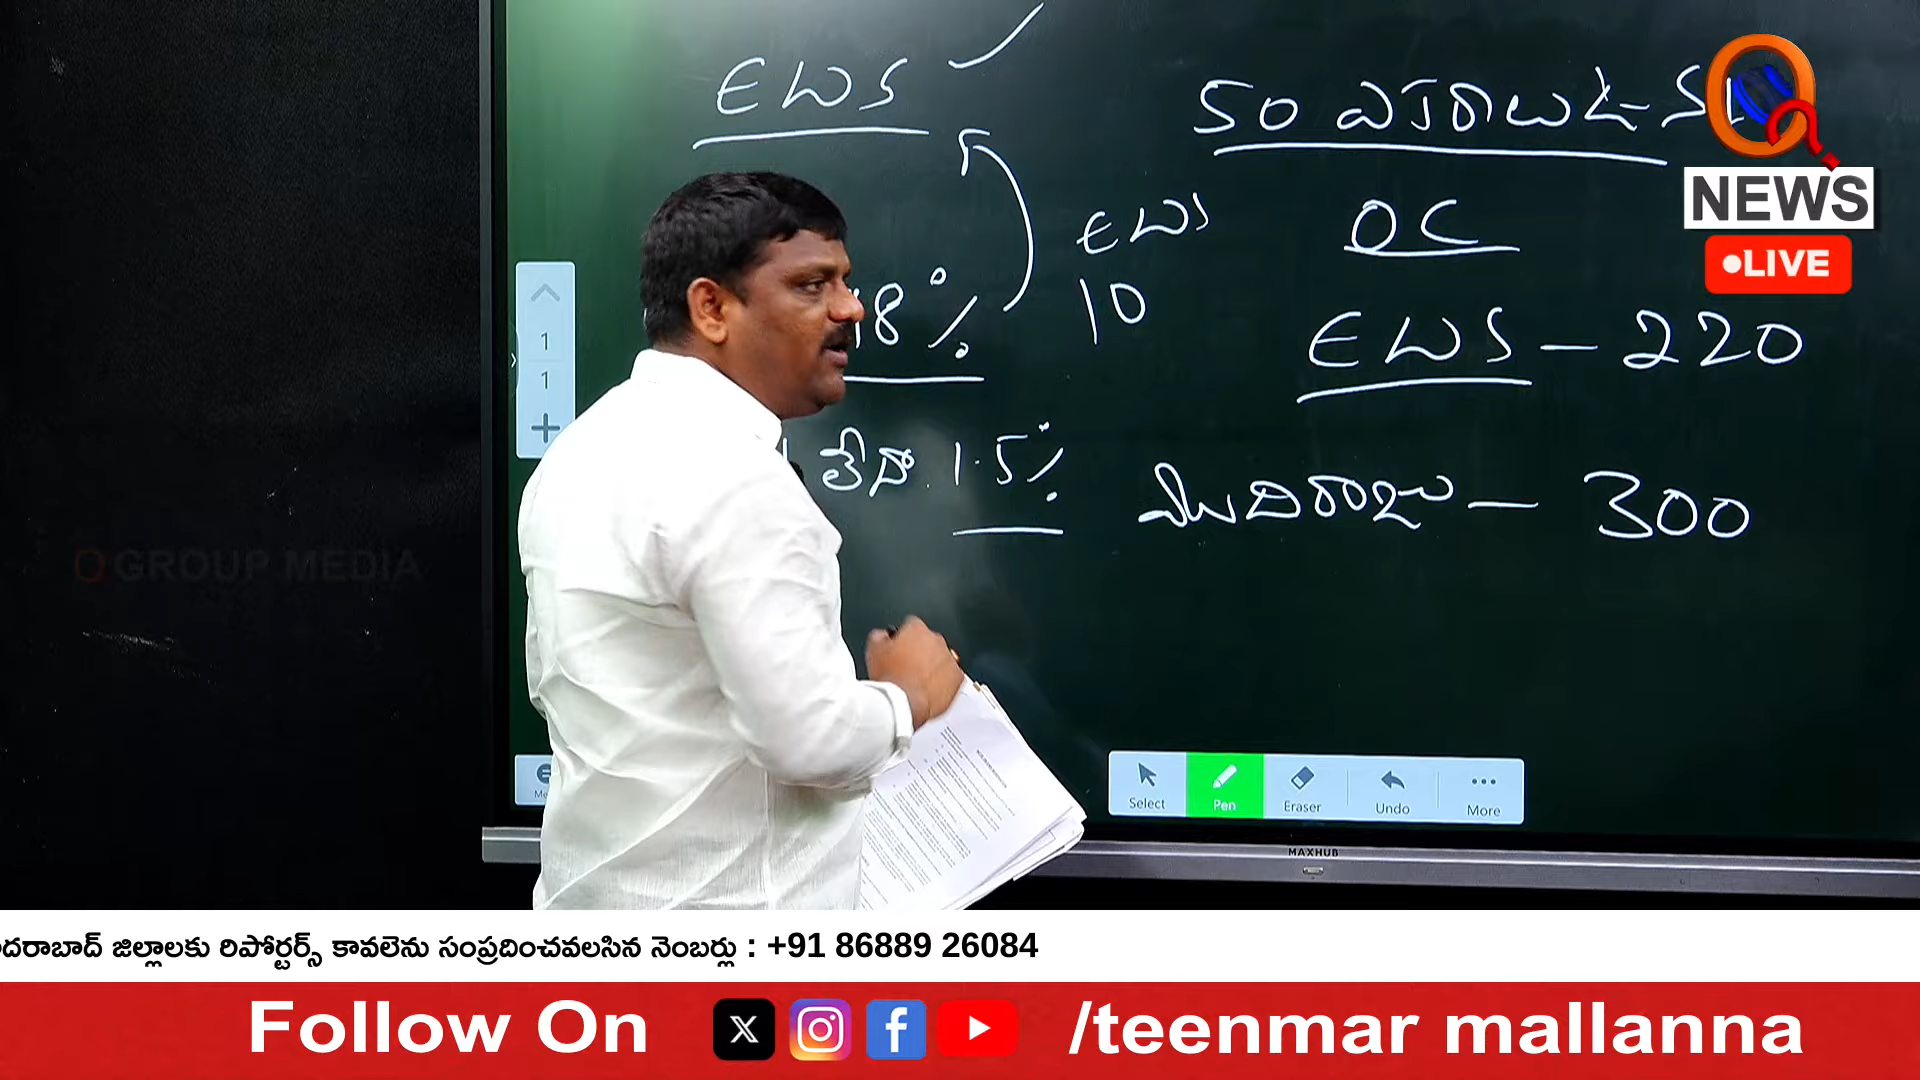 EWS
50 ఎకరాలు
NEWS
LIVE
OC
EWS
10
18%
EWS – 220
1.5%
ముదిరాజు – 300
1
1
GROUP MEDIA
Select
Pen
Eraser
Undo
More
MAXHUB
దరాబాద్ జిల్లాలకు రిపోర్టర్స్ కావలెను సంప్రదించవలసిన నెంబర్లు : +91 86889 26084
Follow On /teenmar mallanna